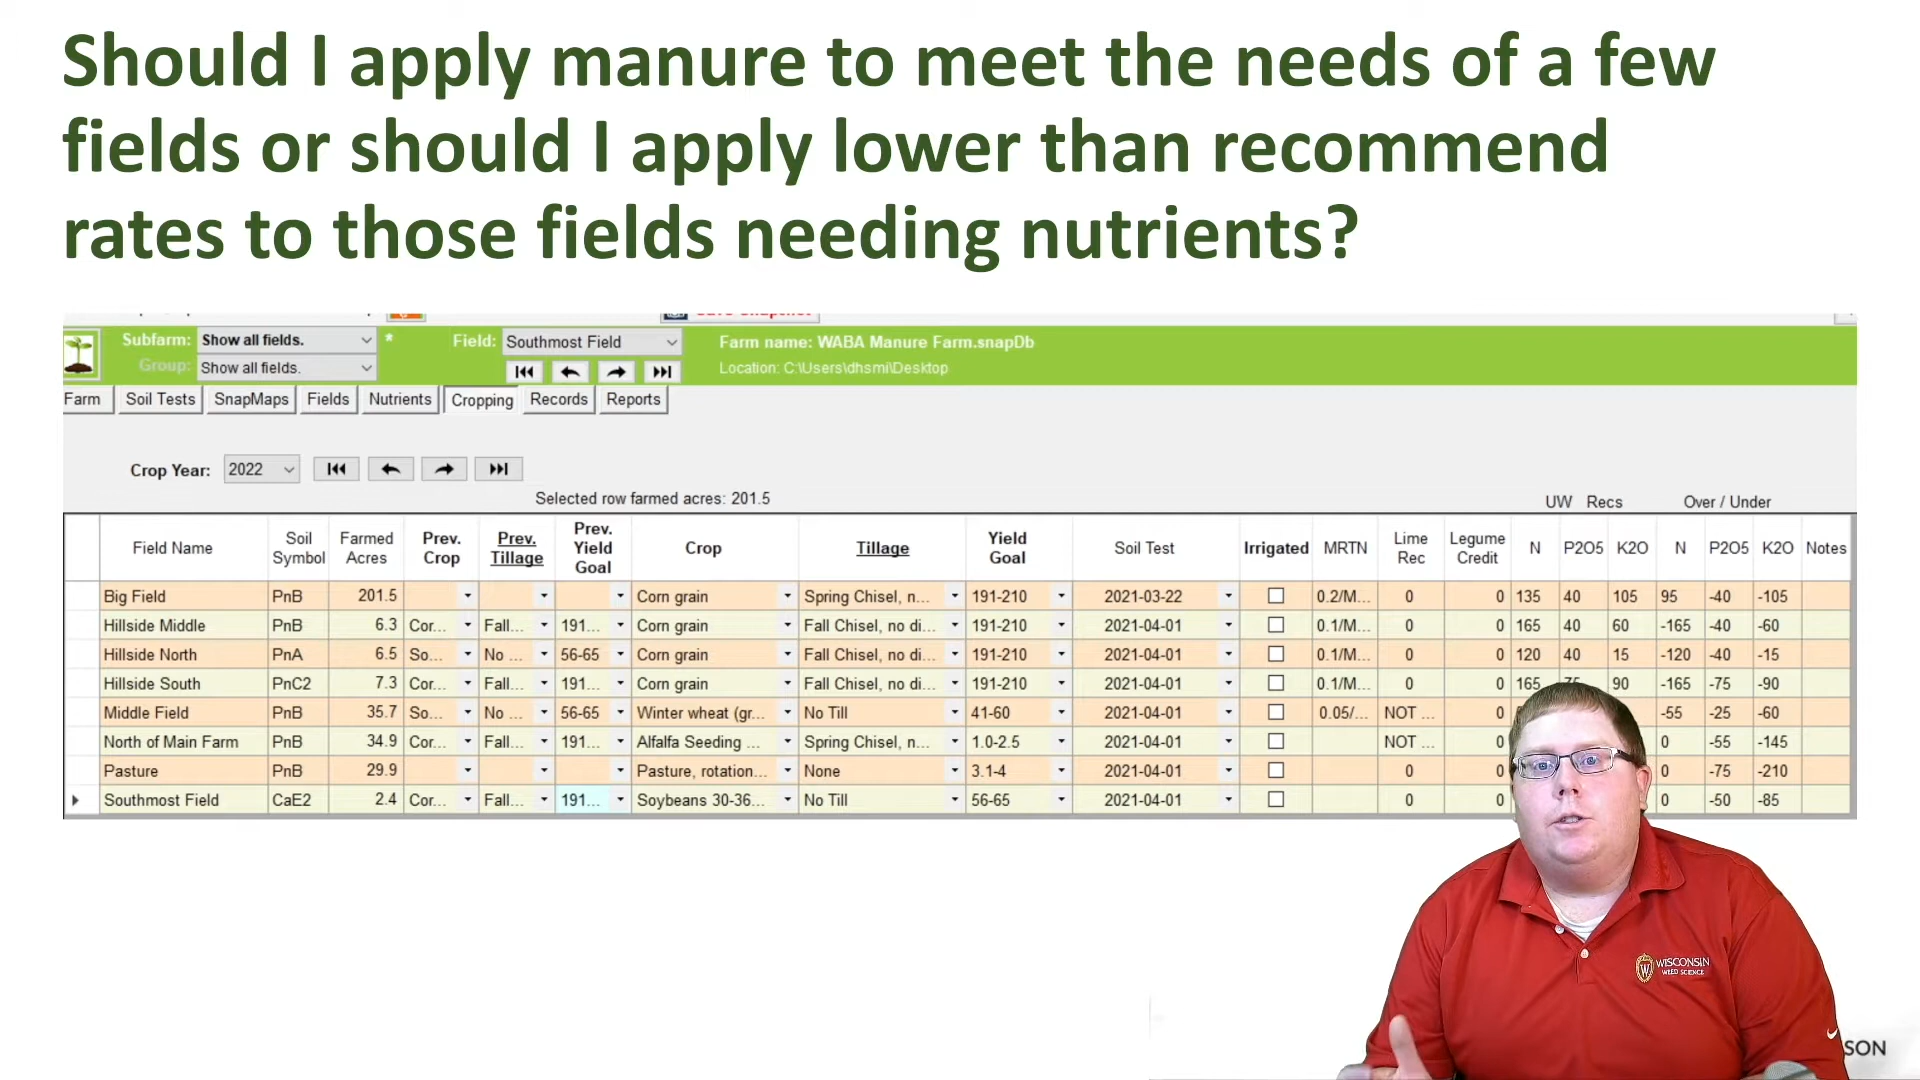 Should I apply manure to meet the needs of a few
fields or should I apply lower than recommend
rates to those fields needing nutrients?
Subfarm: Show all fields. * Field: Southmost Field Farm name: WABA Manure Farm.snapDb
Group: Show all fields. Location: C:\Users\dhsmi\Desktop
Farm Soil Tests SnapMaps Fields Nutrients Cropping Records Reports
Crop Year: 2022
Selected row farmed acres: 201.5 UW Recs Over / Under
Field Name Soil Symbol Farmed Acres Prev. Crop Prev. Tillage Prev. Yield Goal Crop Tillage Yield Goal Soil Test Irrigated MRTN Lime Rec Legume Credit N P2O5 K2O N P2O5 K2O Notes
Big Field PnB 201.5 Corn grain Spring Chisel, n... 191-210 2021-03-22 0.2/M... 0 0 135 40 105 95 -40 -105
Hillside Middle PnB 6.3 Cor... Fall... 191... Corn grain Fall Chisel, no di... 191-210 2021-04-01 0.1/M... 0 0 165 40 60 -165 -40 -60
Hillside North PnA 6.5 So... No ... 56-65 Corn grain Fall Chisel, no di... 191-210 2021-04-01 0.1/M... 0 0 120 40 15 -120 -40 -15
Hillside South PnC2 7.3 Cor... Fall... 191... Corn grain Fall Chisel, no di... 191-210 2021-04-01 0.1/M... 0 0 165 90 -165 -75 -90
Middle Field PnB 35.7 So... No ... 56-65 Winter wheat (gr... No Till 41-60 2021-04-01 0.05/... NOT ... 0 -55 -25 -60
North of Main Farm PnB 34.9 Cor... Fall... 191... Alfalfa Seeding ... Spring Chisel, n... 1.0-2.5 2021-04-01 NOT ... 0 0 -55 -145
Pasture PnB 29.9 Pasture, rotation... None 3.1-4 2021-04-01 0 0 0 -75 -210
Southmost Field CaE2 2.4 Cor... Fall... 191... Soybeans 30-36... No Till 56-65 2021-04-01 0 0 0 -50 -85
WISCONSIN
WEED SCIENCE
SON